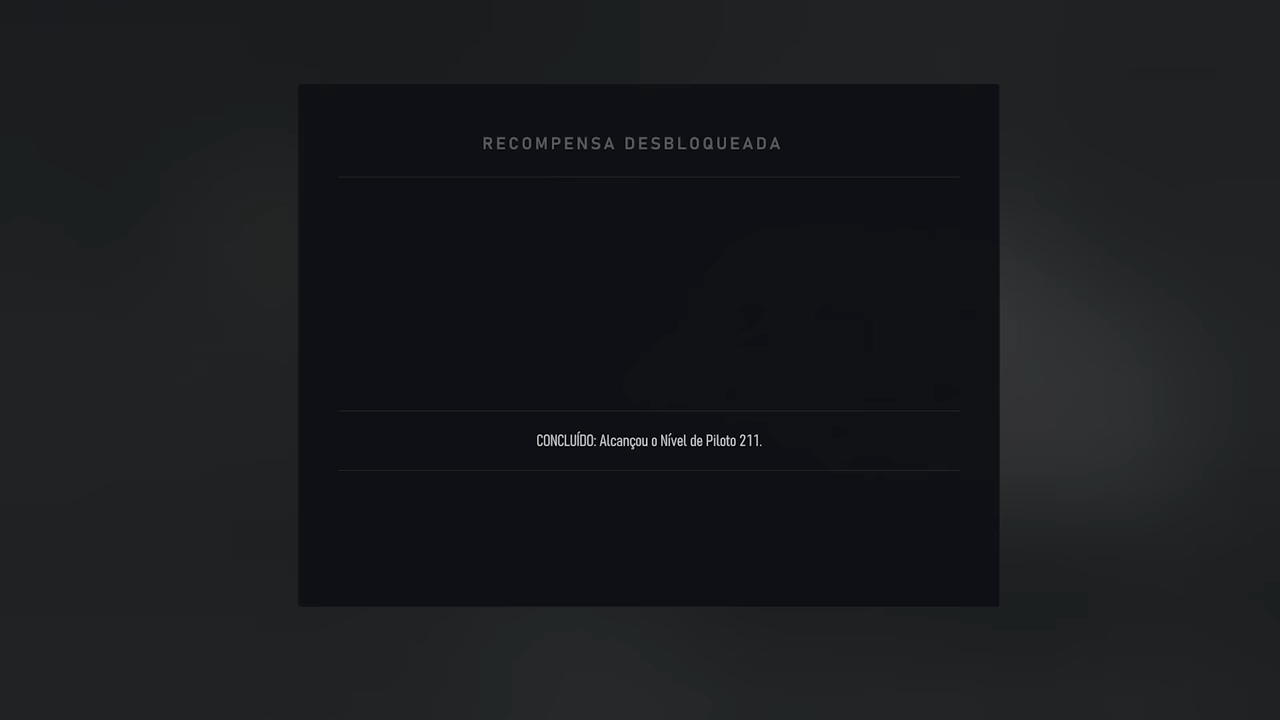 RECOMPENSA DESBLOQUEADA
CONCLUÍDO: Alcançou o Nível de Piloto 211.